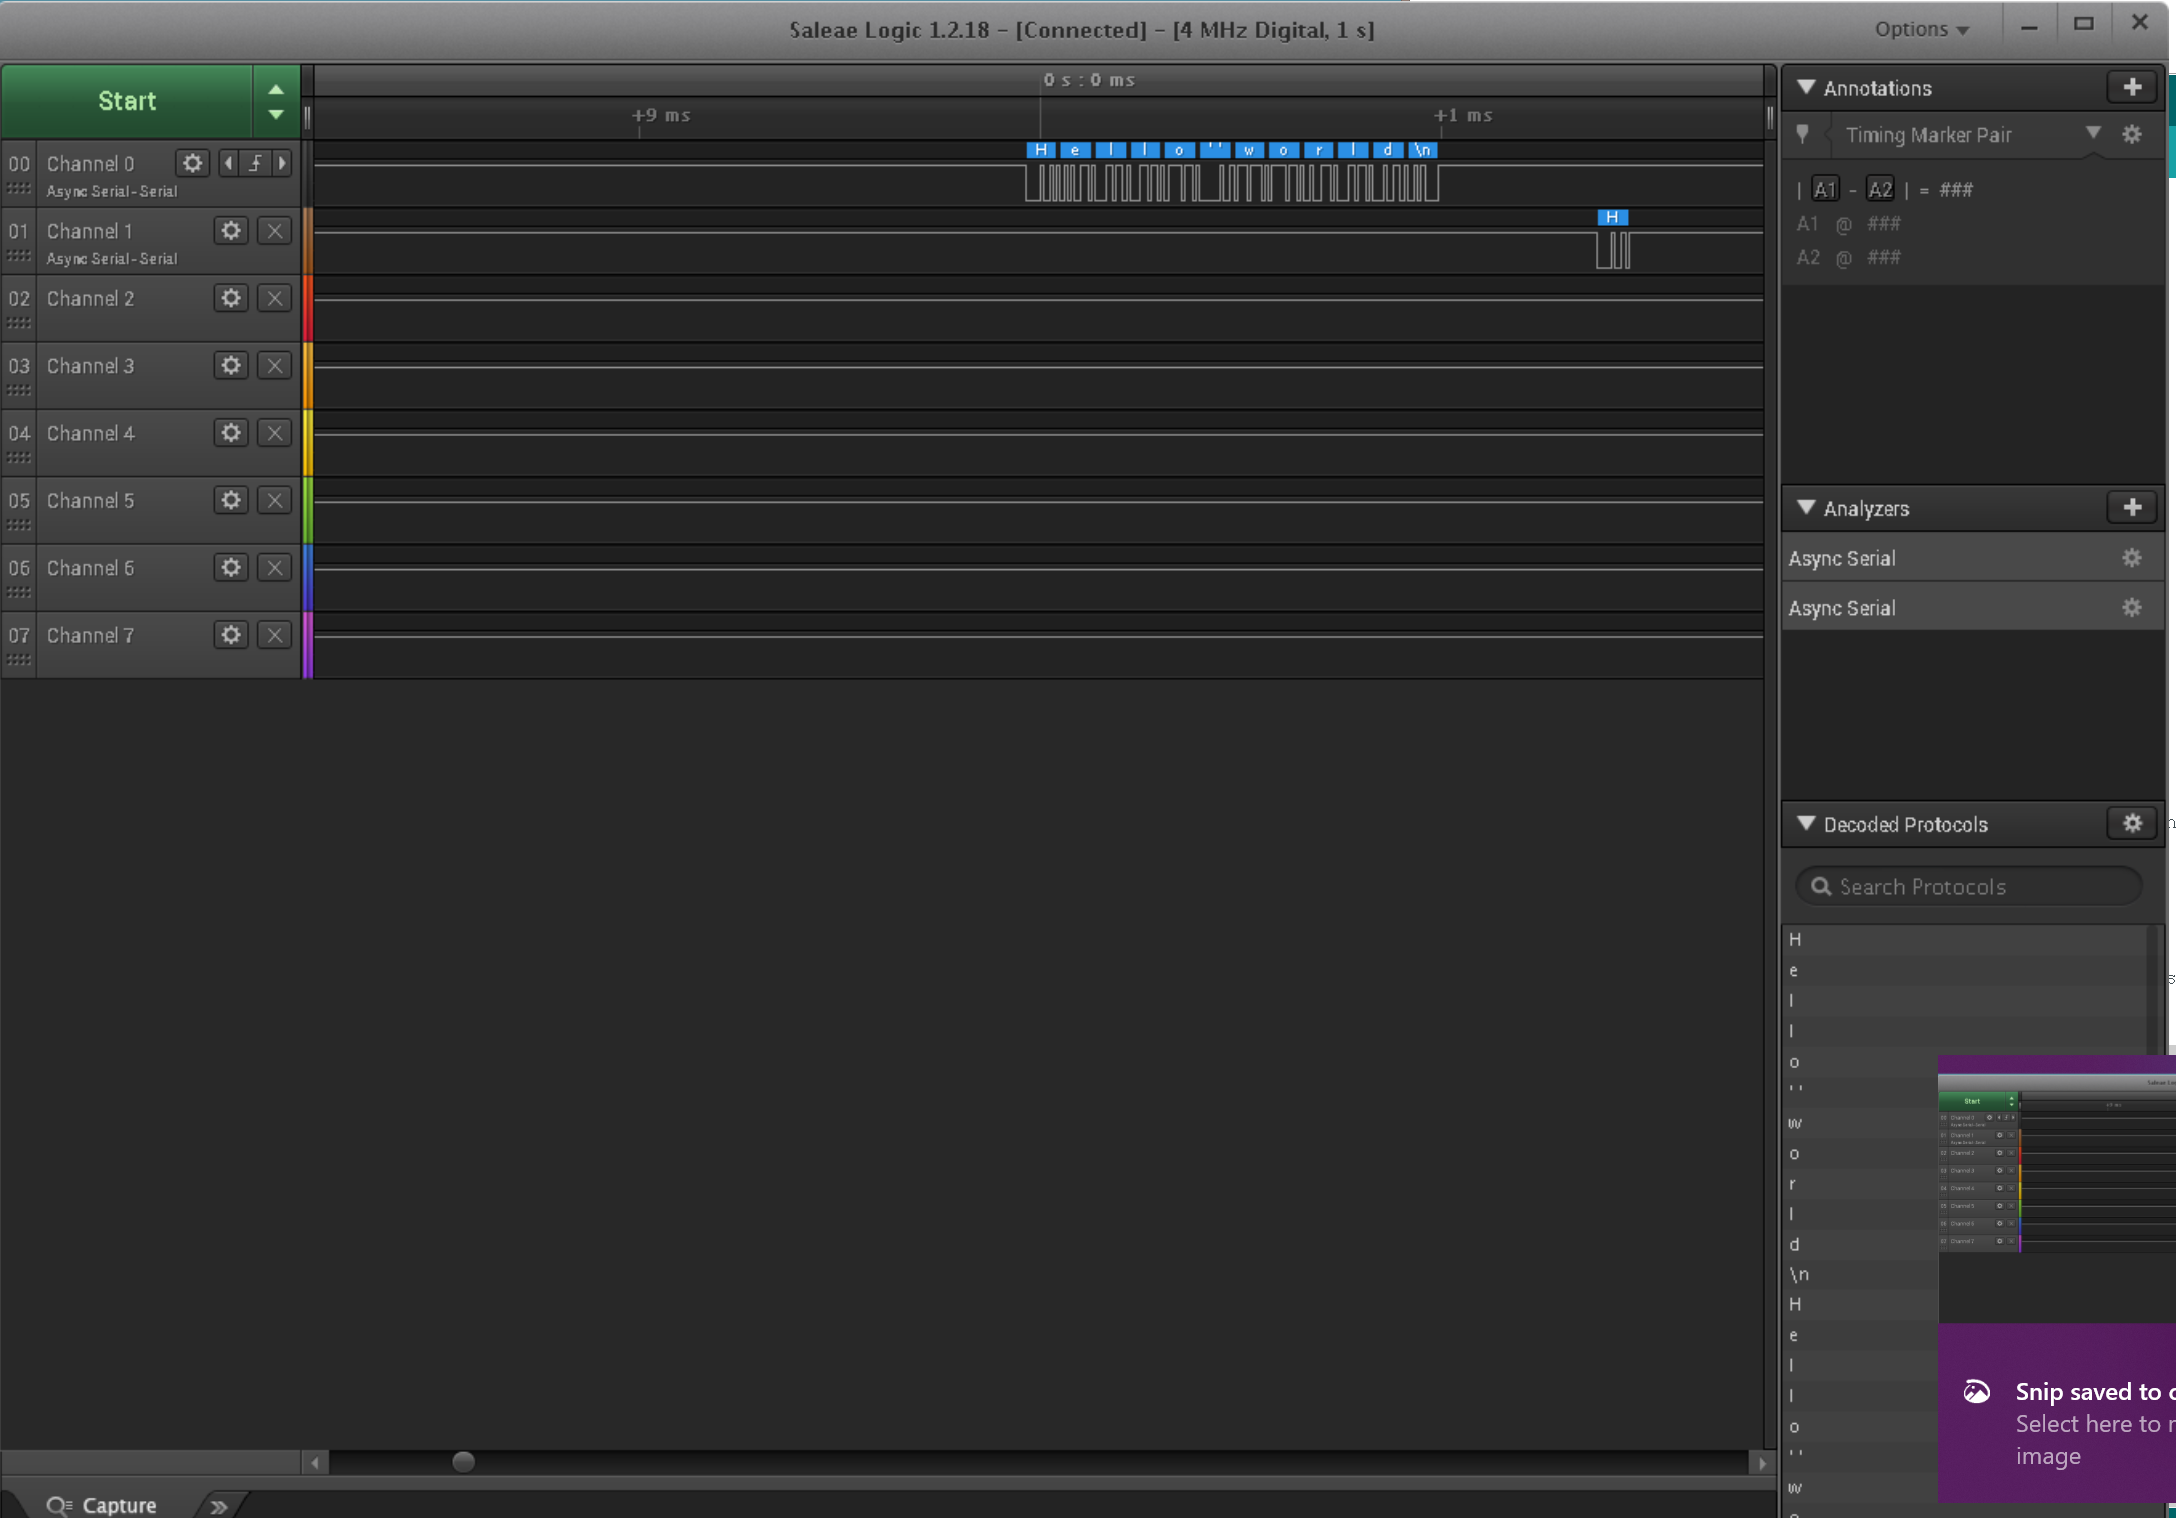 Saleae Logic 1.2.18 - [Connected] - [4 MHz Digital, 1 s]
Options
Start
0 s : 0 ms
+9 ms
+1 ms
00 Channel 0
Async Serial - Serial
H e l l o ' ' w o r l d \n
01 Channel 1
Async Serial - Serial
H
02 Channel 2
03 Channel 3
04 Channel 4
05 Channel 5
06 Channel 6
07 Channel 7
Annotations
Timing Marker Pair
| A1 - A2 | = ###
A1 @ ###
A2 @ ###
Analyzers
Async Serial
Async Serial
Decoded Protocols
Search Protocols
H
e
l
l
o
' '
w
o
r
l
d
\n
H
e
l
l
o
' '
w
Start
Snip saved to
Select here to
image
Capture